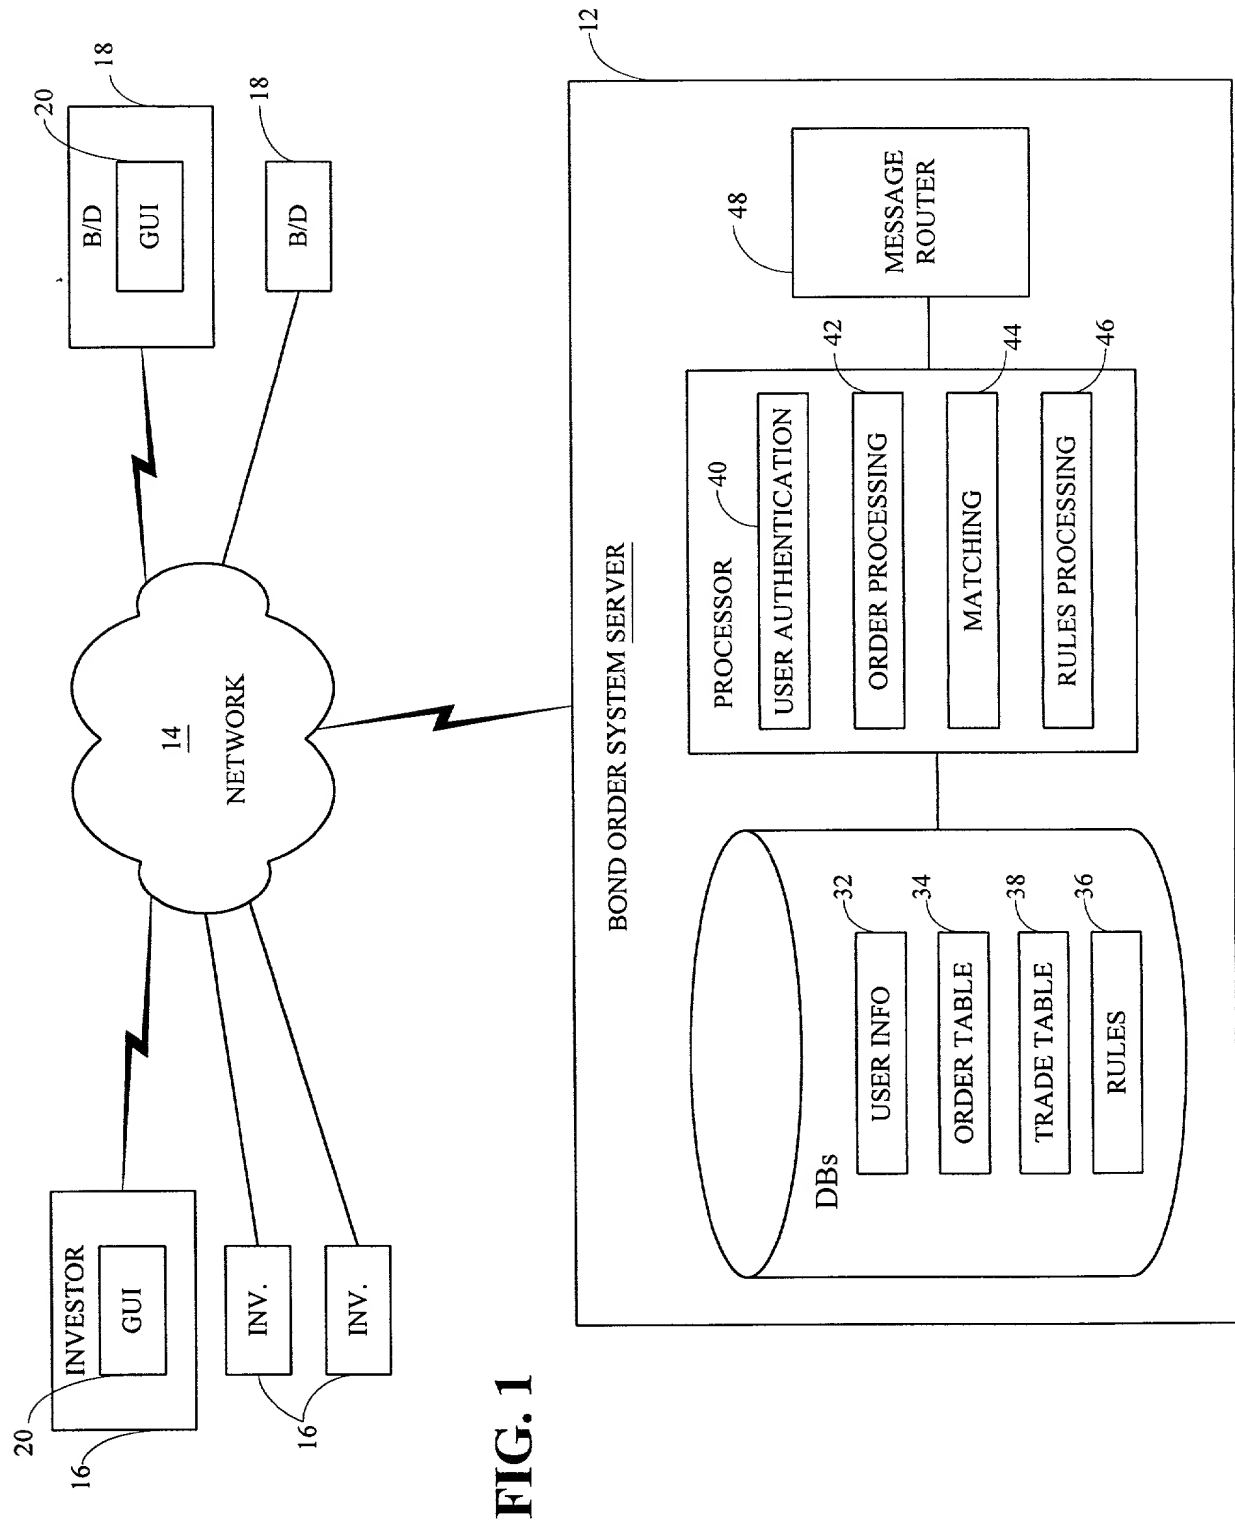 20
16
INVESTOR
GUI
INV.
INV.
16
14
NETWORK
18
20
B/D
GUI
18
B/D
12
BOND ORDER SYSTEM SERVER
DBs
USER INFO
32
ORDER TABLE
34
TRADE TABLE
38
RULES
36
PROCESSOR
40
USER AUTHENTICATION
ORDER PROCESSING
42
MATCHING
44
RULES PROCESSING
46
48
MESSAGE
ROUTER
FIG. 1